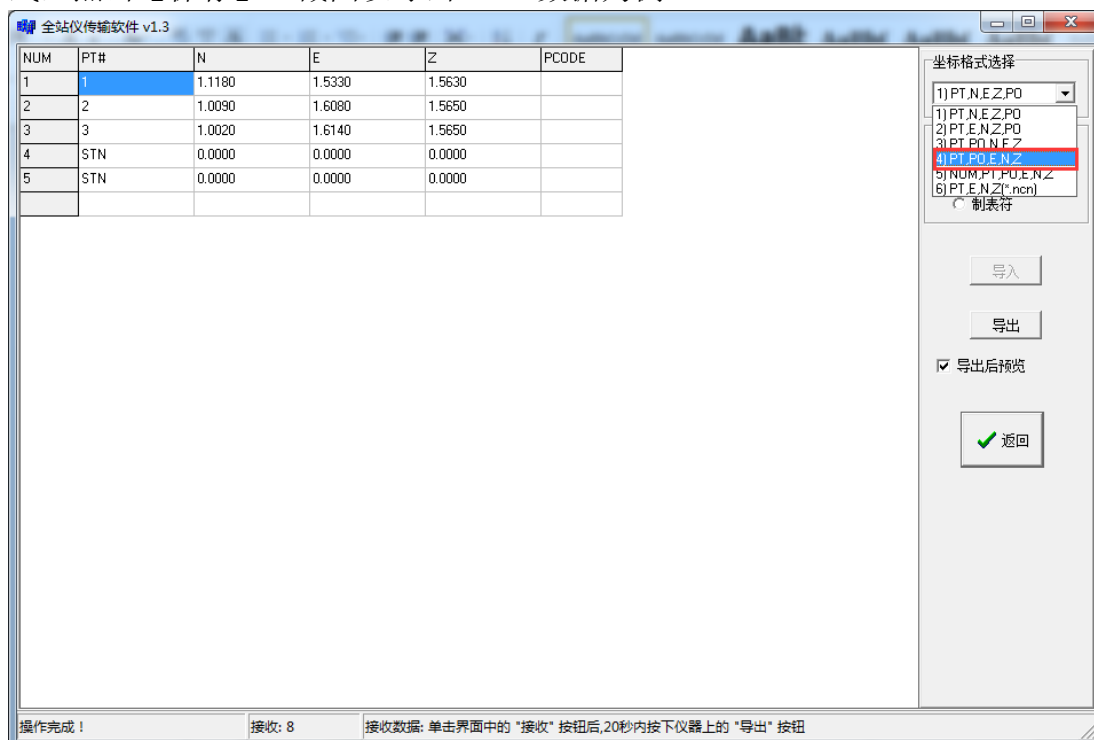 全站仪传输软件 v1.3
NUM PT# N E Z PCODE
1 1 1.1180 1.5330 1.5630
2 2 1.0090 1.6080 1.5650
3 3 1.0020 1.6140 1.5650
4 STN 0.0000 0.0000 0.0000
5 STN 0.0000 0.0000 0.0000
坐标格式选择
1) PT,N,E,Z,PO
1) PT,N,E,Z,PO
2) PT,E,N,Z,PO
3) PT,PO,N,E,Z
4) PT,PO,E,N,Z
5) NUM,PT,PO,E,N,Z
6) PT,E,N,Z(*.ncn)
制表符
导入
导出
导出后预览
返回
操作完成！
接收: 8
接收数据: 单击界面中的 "接收" 按钮后,20秒内按下仪器上的 "导出" 按钮